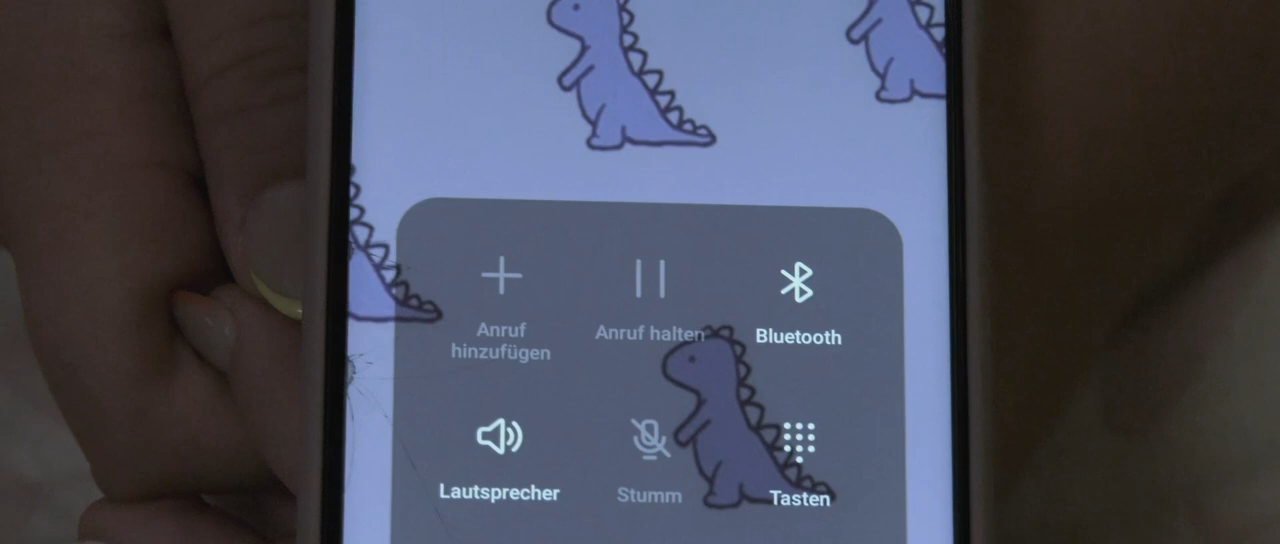 Anruf
hinzufügen
Anruf halten
Bluetooth
Lautsprecher
Stumm
Tasten